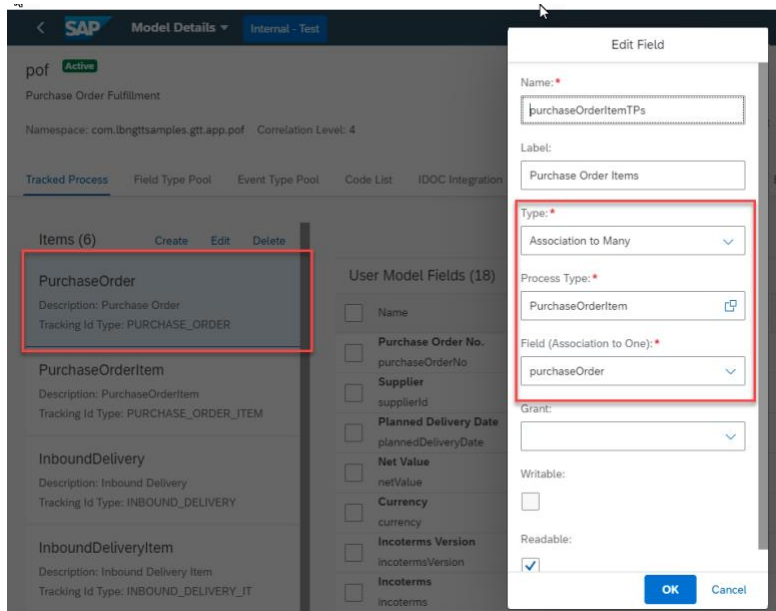 SAP Model Details Internal - Test
pof Active
Purchase Order Fulfillment
Namespace: com.lbngttsamples.gtt.app.pof Correlation Level: 4
Tracked Process Field Type Pool Event Type Pool Code List IDOC Integration
Items (6) Create Edit Delete
PurchaseOrder
Description: Purchase Order
Tracking Id Type: PURCHASE_ORDER
PurchaseOrderItem
Description: PurchaseOrderItem
Tracking Id Type: PURCHASE_ORDER_ITEM
InboundDelivery
Description: Inbound Delivery
Tracking Id Type: INBOUND_DELIVERY
InboundDeliveryItem
Description: Inbound Delivery Item
Tracking Id Type: INBOUND_DELIVERY_IT
User Model Fields (18)
Name
Purchase Order No.
purchaseOrderNo
Supplier
supplierId
Planned Delivery Date
plannedDeliveryDate
Net Value
netValue
Currency
currency
Incoterms Version
incotermsVersion
Incoterms
incoterms
Edit Field
Name:*
purchaseOrderItemTPs
Label:
Purchase Order Items
Type:*
Association to Many
Process Type:*
PurchaseOrderItem
Field (Association to One):*
purchaseOrder
Grant:
Writable:
Readable:
OK Cancel